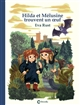 Hilda et Mélusine
trouvent un œuf
Eva Rust